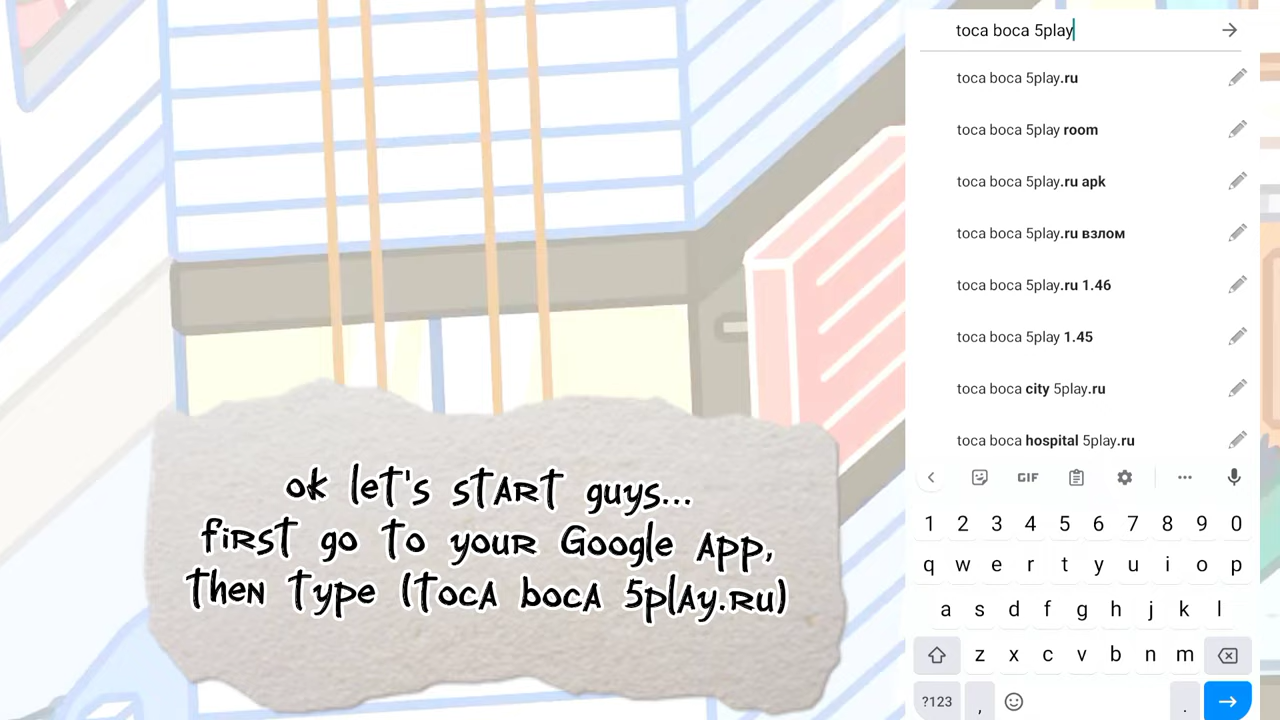 ok let's start guys...
first go to your Google App,
then type (toca boca 5play.ru)
toca boca 5play
toca boca 5play.ru
toca boca 5play room
toca boca 5play.ru apk
toca boca 5play.ru взлом
toca boca 5play.ru 1.46
toca boca 5play 1.45
toca boca city 5play.ru
toca boca hospital 5play.ru
GIF
1 2 3 4 5 6 7 8 9 0
q w e r t y u i o p
a s d f g h j k l
z x c v b n m
?123 , .